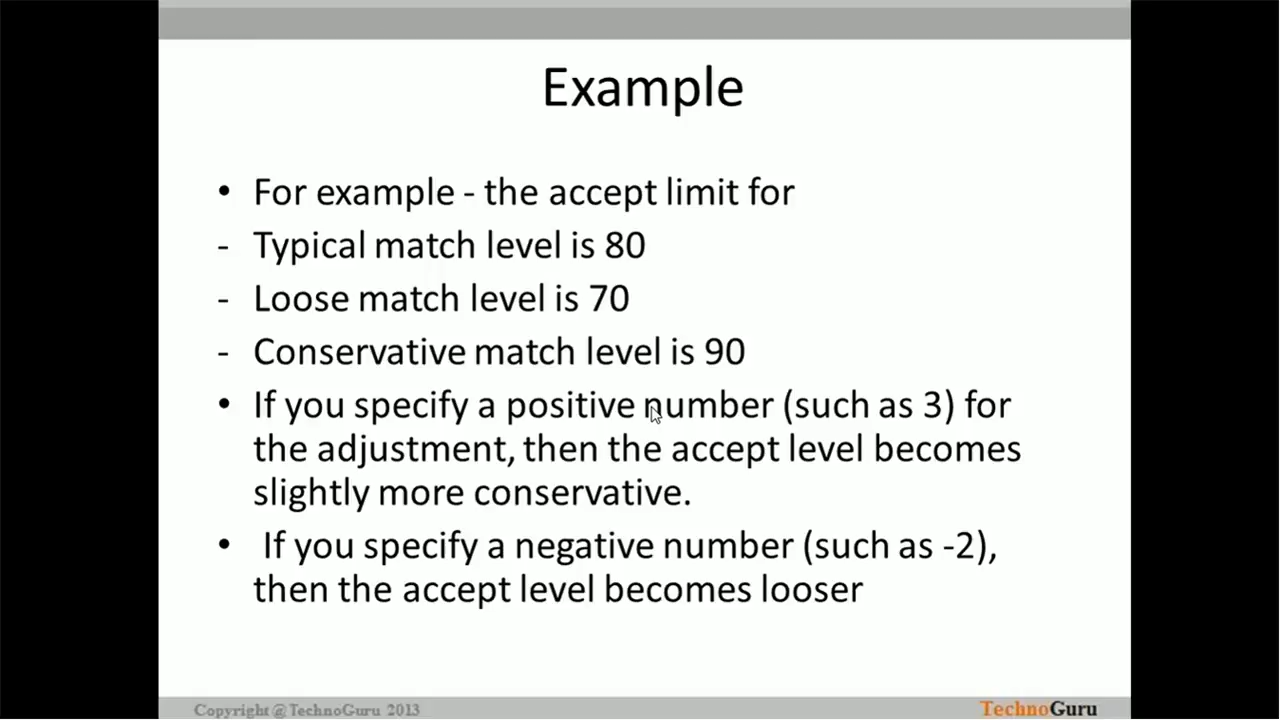 Example
• For example - the accept limit for
- Typical match level is 80
- Loose match level is 70
- Conservative match level is 90
• If you specify a positive number (such as 3) for
the adjustment, then the accept level becomes
slightly more conservative.
• If you specify a negative number (such as -2),
then the accept level becomes looser
Copyright @ TechnoGuru 2013
TechnoGuru